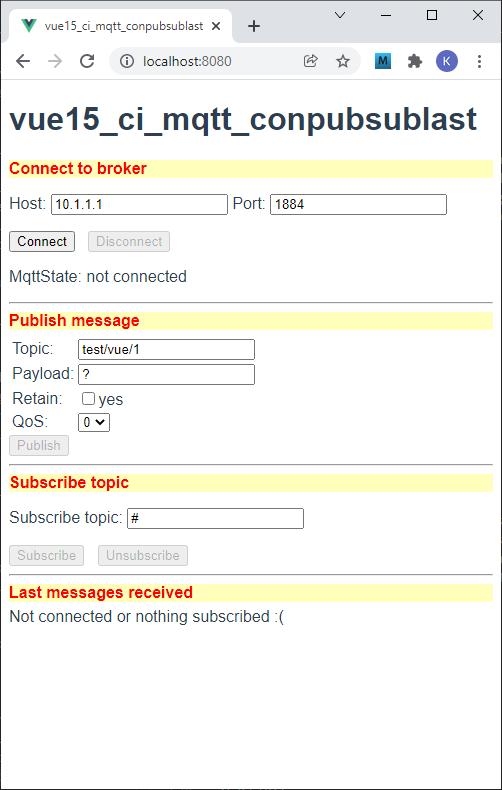 vue15_ci_mqtt_conpubsublast
localhost:8080
M
K
vue15_ci_mqtt_conpubsublast
Connect to broker
Host: 10.1.1.1 Port: 1884
Connect Disconnect
MqttState: not connected
Publish message
Topic: test/vue/1
Payload: ?
Retain: yes
QoS: 0
Publish
Subscribe topic
Subscribe topic: #
Subscribe Unsubscribe
Last messages received
Not connected or nothing subscribed :(